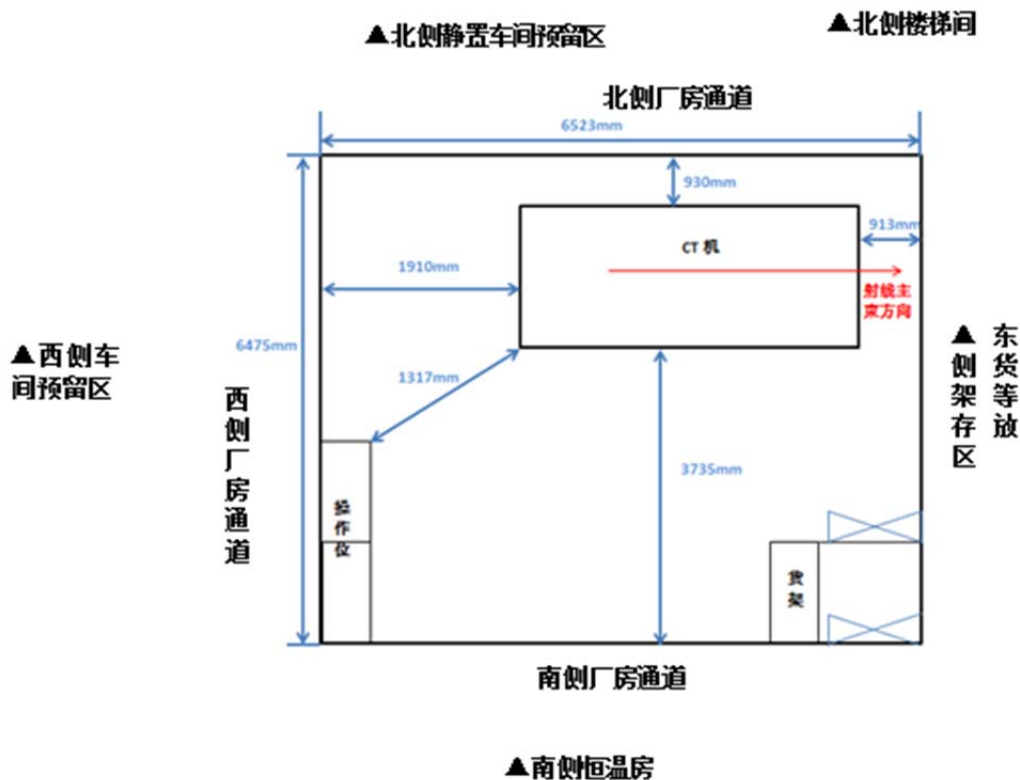 ▲北侧静置车间预留区
▲北侧楼梯间
北侧厂房通道
6523mm
930mm
CT 机
913mm
1910mm
射线主
束方向
6475mm
▲西侧车
间预留区
1317mm
▲东
侧货
架等
存放
区
西侧厂房通道
3735mm
操作位
货架
南侧厂房通道
▲南侧恒温房